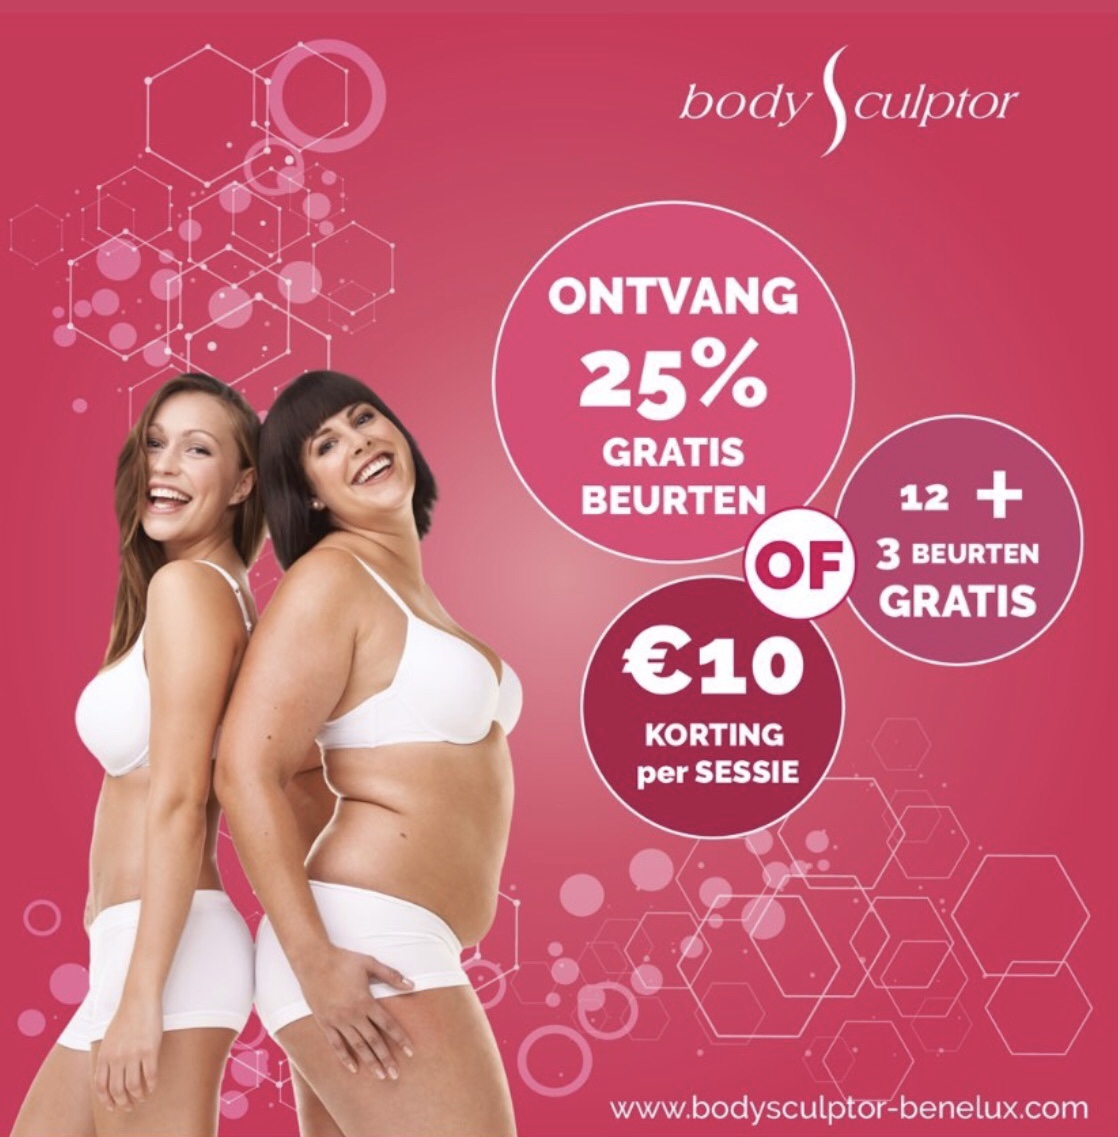 body Sculptor
ONTVANG
25%
GRATIS
BEURTEN
OF
12 +
3 BEURTEN
GRATIS
€10
KORTING
per SESSIE
www.bodysculptor-benelux.com